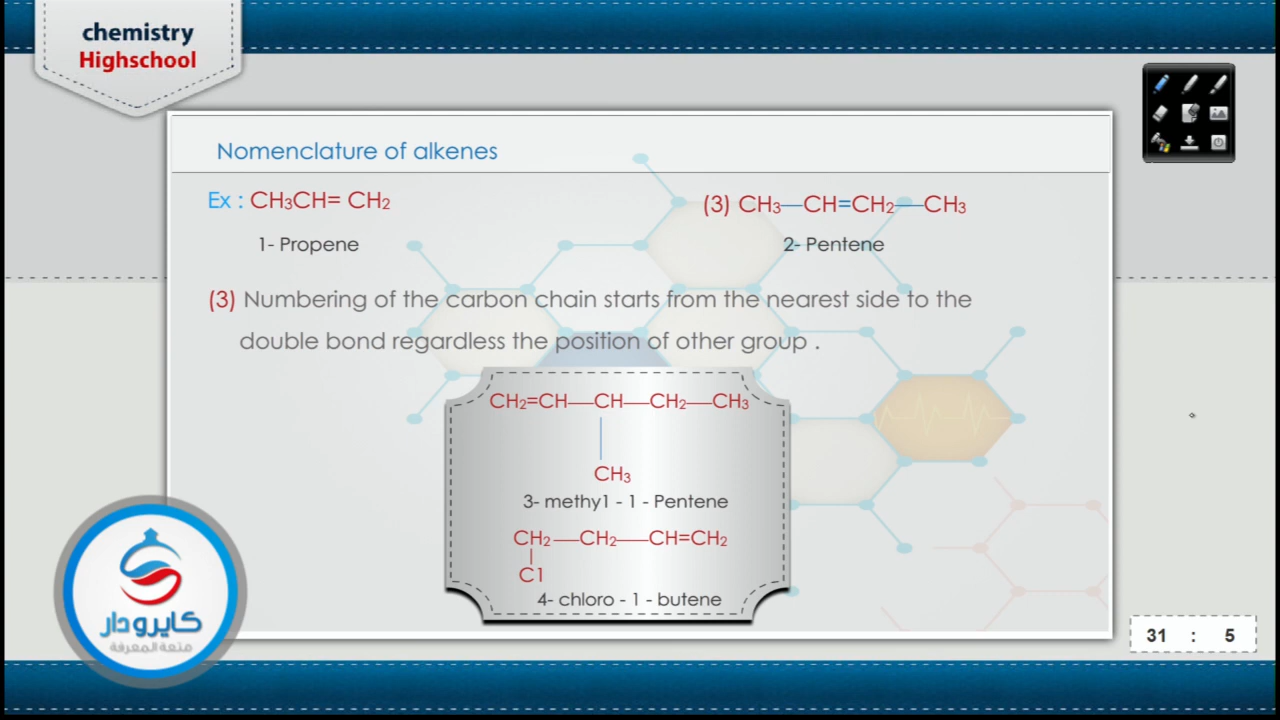 chemistry
Highschool
Nomenclature of alkenes
Ex : CH3CH= CH2
1- Propene
(3) CH3—CH=CH2—CH3
2- Pentene
(3) Numbering of the carbon chain starts from the nearest side to the
double bond regardless the position of other group .
CH2=CH—CH—CH2—CH3
CH3
3- methy1 - 1 - Pentene
CH2—CH2—CH=CH2
C1
4- chloro - 1 - butene
كايرودار
متعة المعرفة
31 : 5